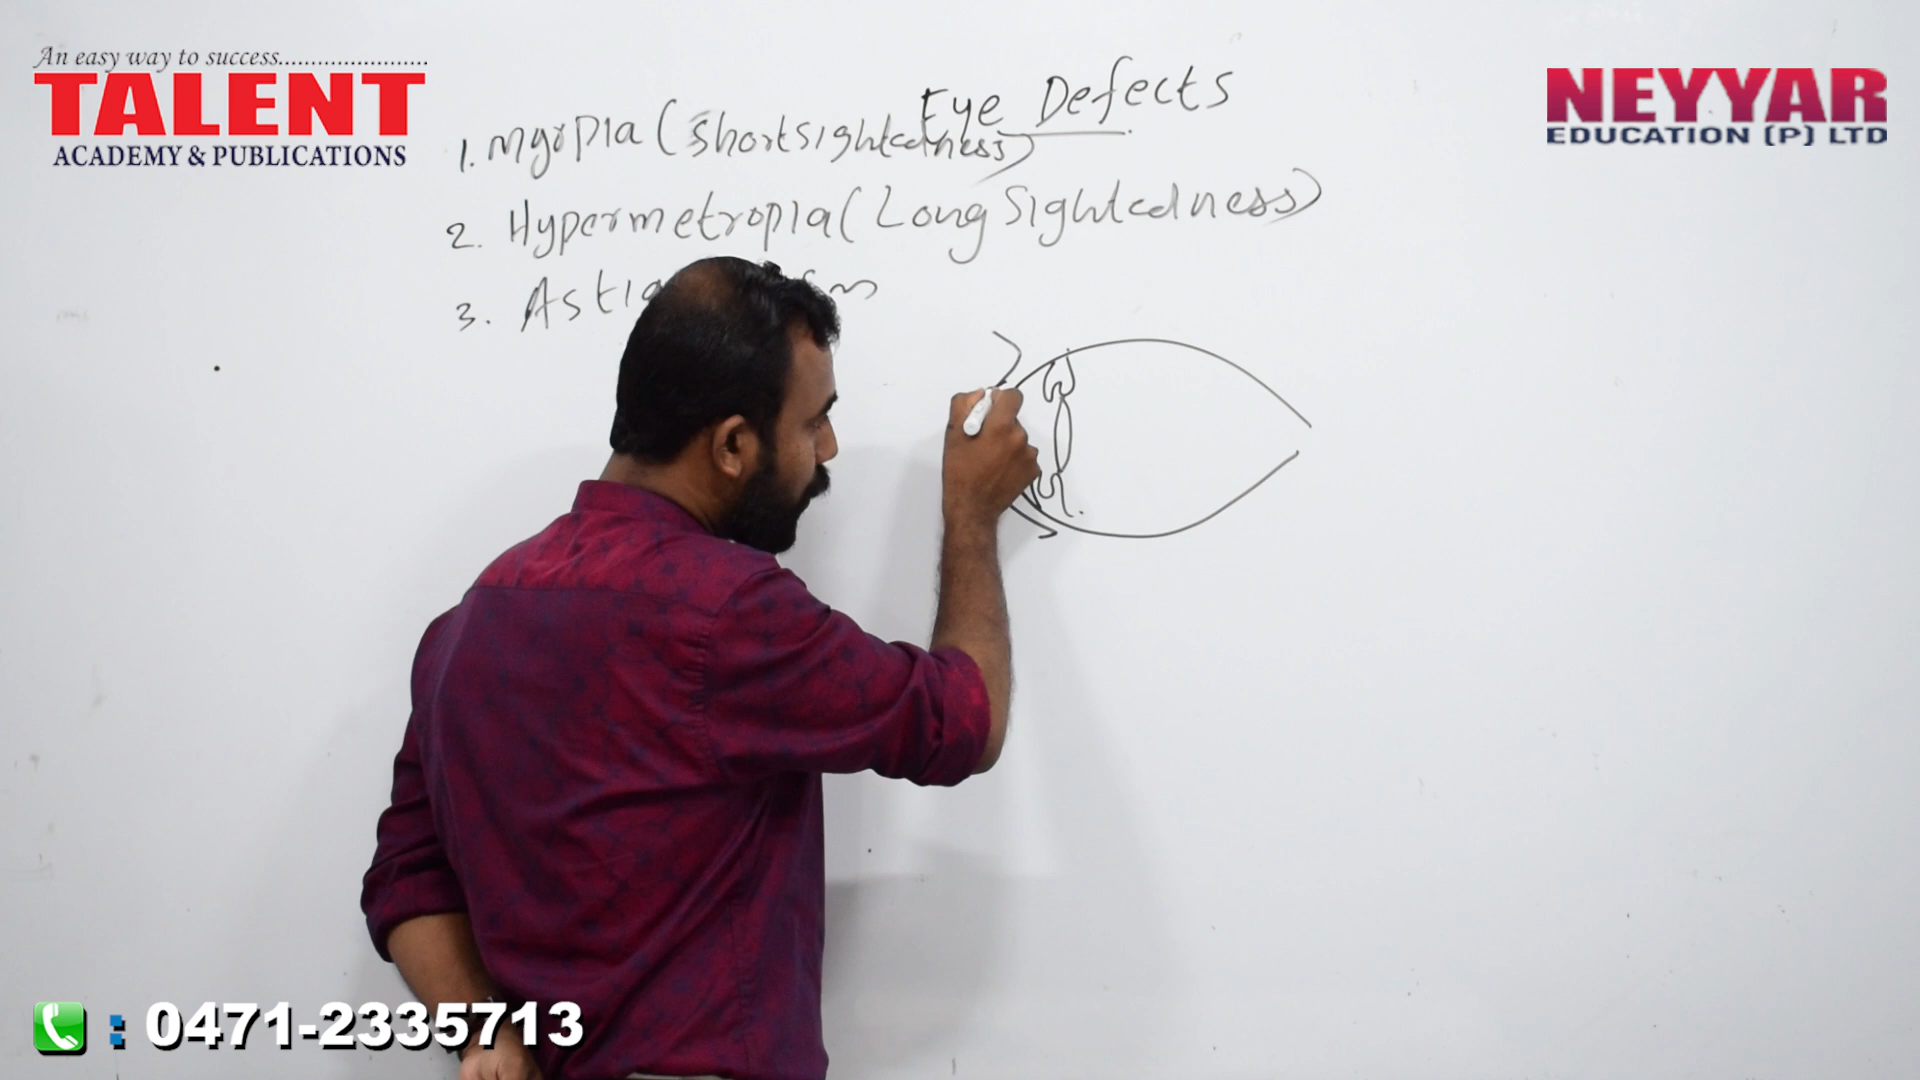 An easy way to success........................
TALENT
ACADEMY & PUBLICATIONS
NEYYAR
EDUCATION (P) LTD
Eye Defects
1. Myopia (Shortsightedness)
2. Hypermetropia (Long Sightedness)
3.
: 0471-2335713